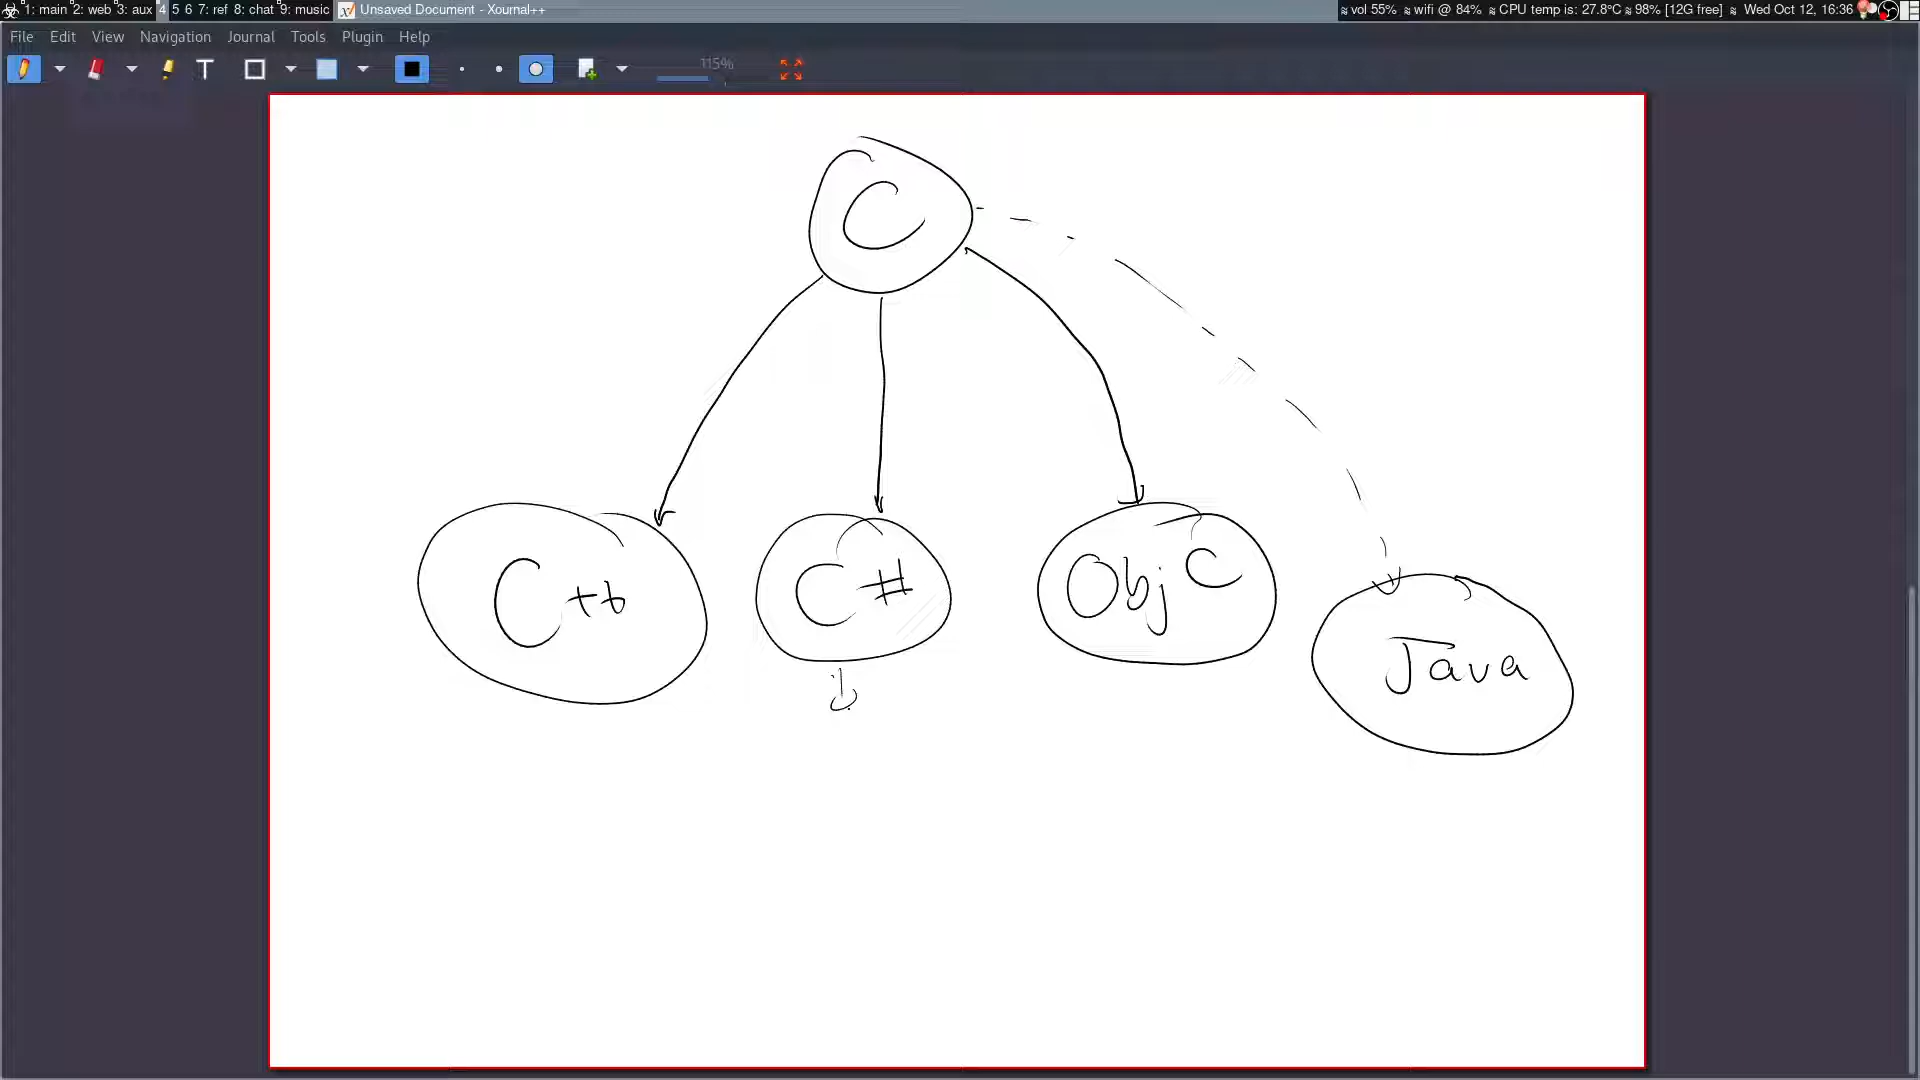 1: main 2: web 3: aux 4 5 6 7: ref 8: chat 9: music Unsaved Document - Xournal++ vol 55% wifi @ 84% CPU temp is: 27.8°C 98% [12G free] Wed Oct 12, 16:36
File Edit View Navigation Journal Tools Plugin Help
T 115%
C
C++ C# Obj C
Java